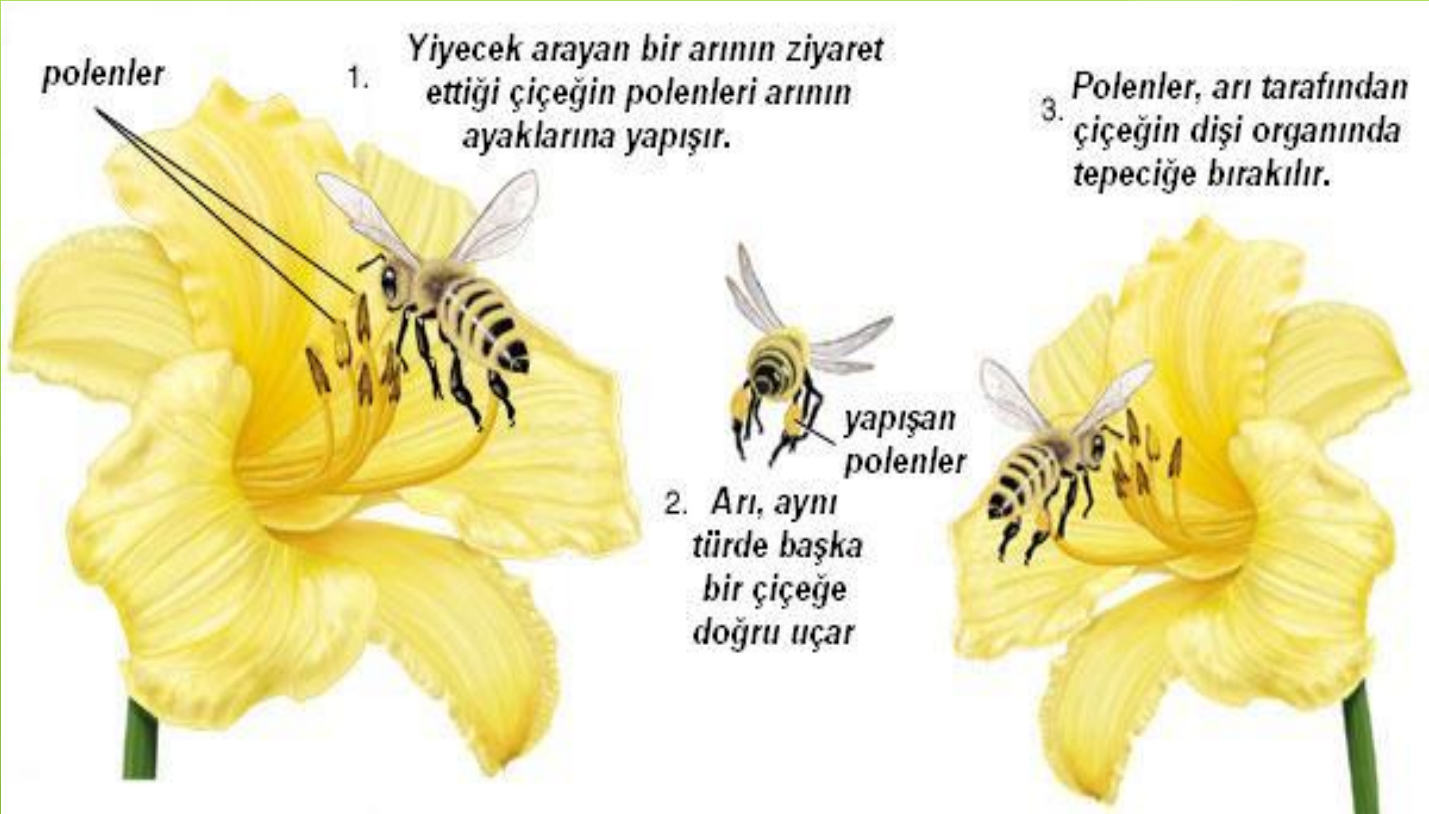 polenler
1. Yiyecek arayan bir arının ziyaret
ettiği çiçeğin polenleri arının
ayaklarına yapışır.
yapışan
polenler
2. Arı, aynı
türde başka
bir çiçeğe
doğru uçar
3. Polenler, arı tarafından
çiçeğin dişi organında
tepeciğe bırakılır.